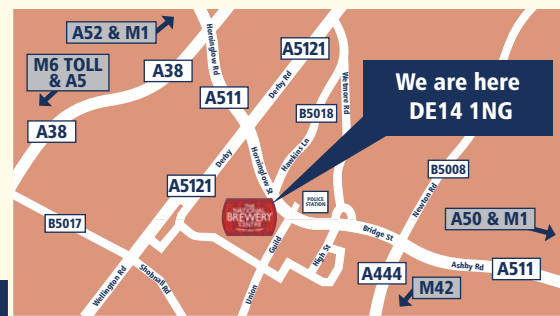 A52 & M1
M6 TOLL
& A5
A38
A38
Horninglow Rd
A511
A5121
Derby Rd
Wetmore Rd
B5018
Hawkins Ln
Horninglow St
Derby
A5121
We are here
DE14 1NG
B5008
Newton Rd
A50 & M1
POLICE
STATION
THE
NATIONAL
BREWERY
CENTRE
B5017
Guild
High St
Bridge St
Ashby Rd
A511
A444
M42
Wellington Rd
Shobnall Rd
Union